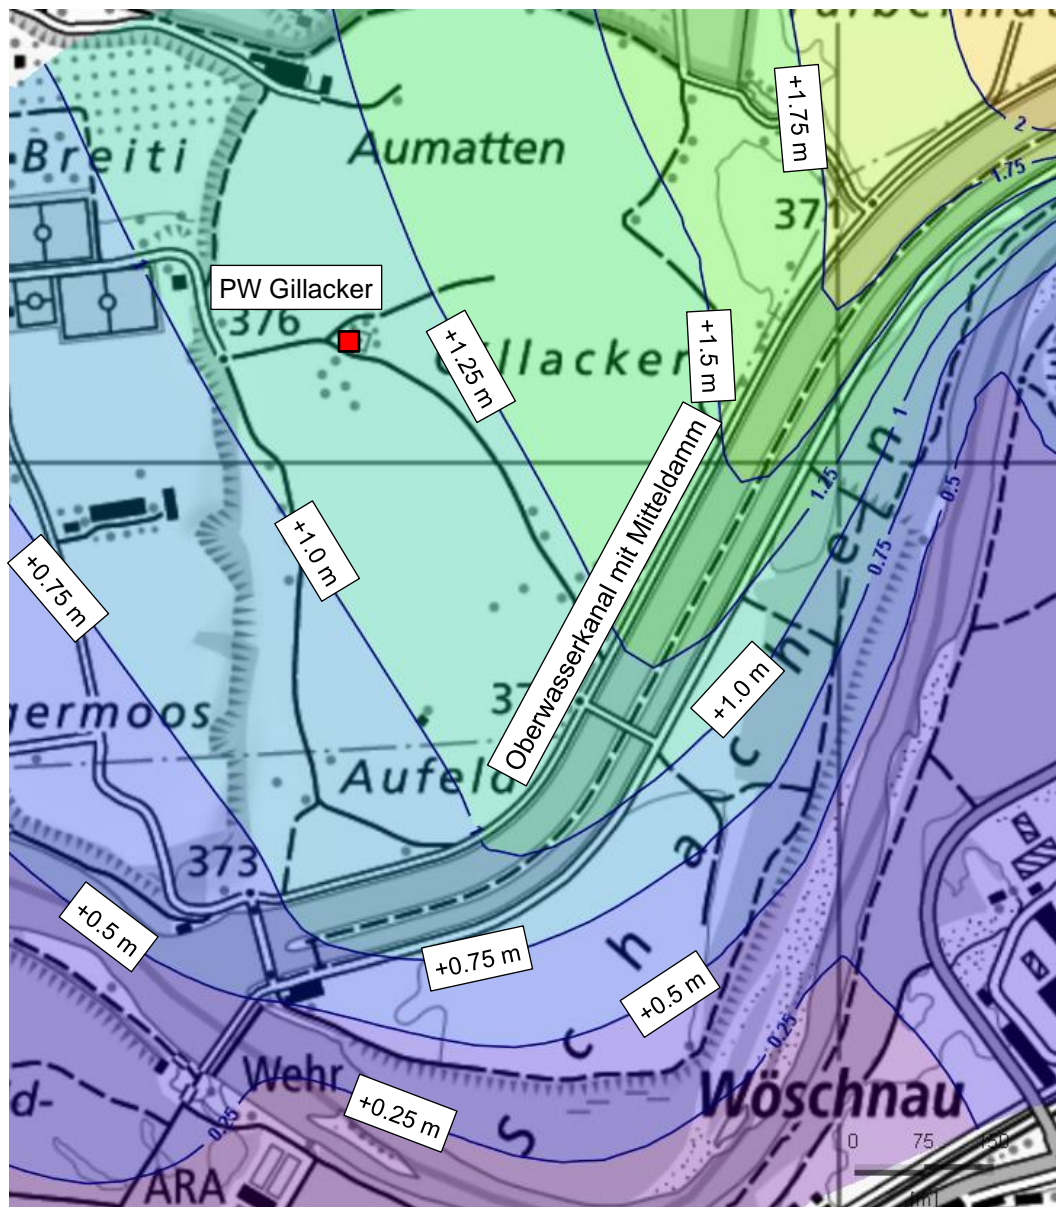 Breiti
Aumatten
+1.75 m
2
1.75
371
PW Gillacker
376
+1.25 m
Gillacker
+1.5 m
1
Oberwasserkanal mit Mitteldamm
1.25
0.5
+1.0 m
0.75
+0.75 m
+1.0 m
37
germoos
Aufeld
Schachen
373
+0.5 m
+0.75 m
+0.5 m
0.25
Wehr
Wöschnau
d-
0.25
+0.25 m
0 75 150
ARA
[m]